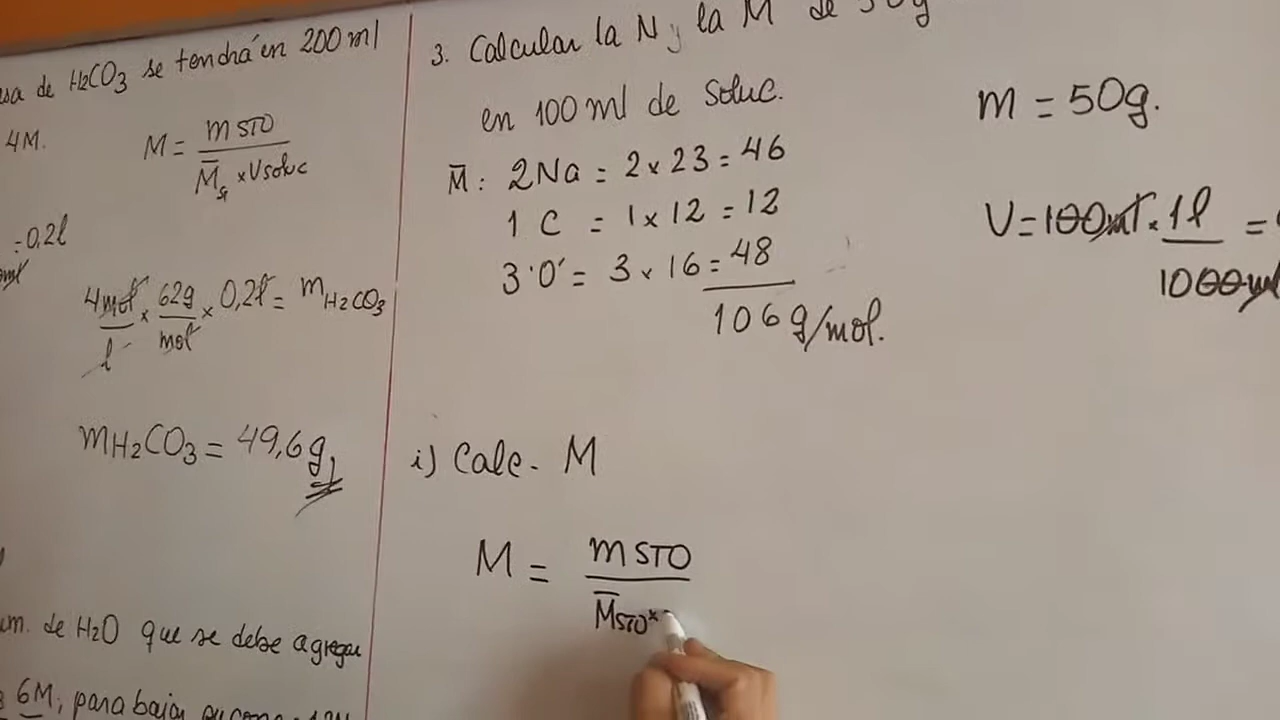 de H2CO3 se tendrá en 200 ml
4M.
M = mSTO / M̄ × Vsoluc
= 0,2l
4mol/l × 62g/mol × 0,2l = mH2CO3
mH2CO3 = 49,6g
de H2O que se debe agregar
6M, para bajar
3. Calcular la N y la M de 50g
en 100 ml de soluc.
M̄: 2Na = 2 × 23 = 46
1 C = 1 × 12 = 12
3 "O" = 3 × 16 = 48
106 g/mol.
i) Calc. M
M = mSTO / M̄STO ×
m = 50g.
V = 100ml . 1l / 1000ml =